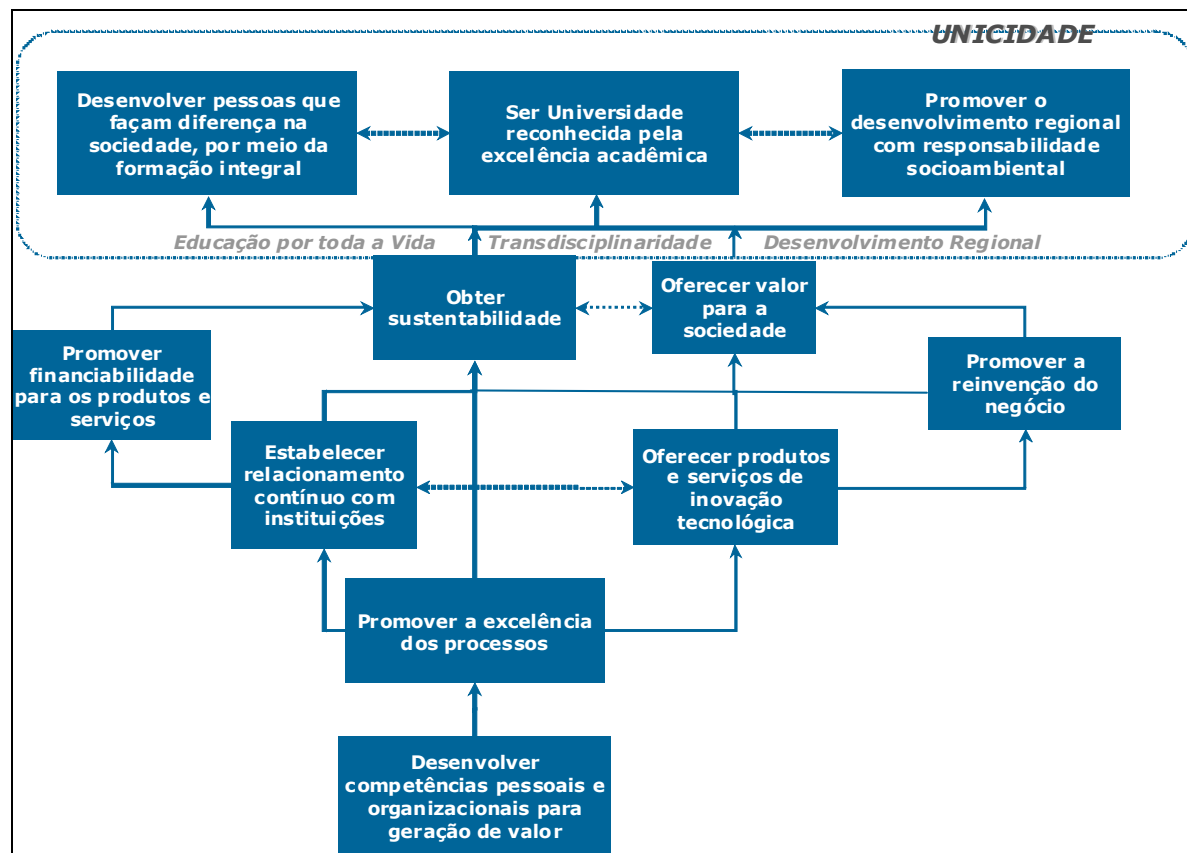 UNICIDADE
Desenvolver pessoas que
façam diferença na
sociedade, por meio da
formação integral
Ser Universidade
reconhecida pela
excelência acadêmica
Promover o
desenvolvimento regional
com responsabilidade
socioambiental
Educação por toda a Vida
Transdisciplinaridade
Desenvolvimento Regional
Obter
sustentabilidade
Oferecer valor
para a
sociedade
Promover
financiabilidade
para os produtos e
serviços
Promover a
reinvenção do
negócio
Estabelecer
relacionamento
contínuo com
instituições
Oferecer produtos
e serviços de
inovação
tecnológica
Promover a excelência
dos processos
Desenvolver
competências pessoais e
organizacionais para
geração de valor